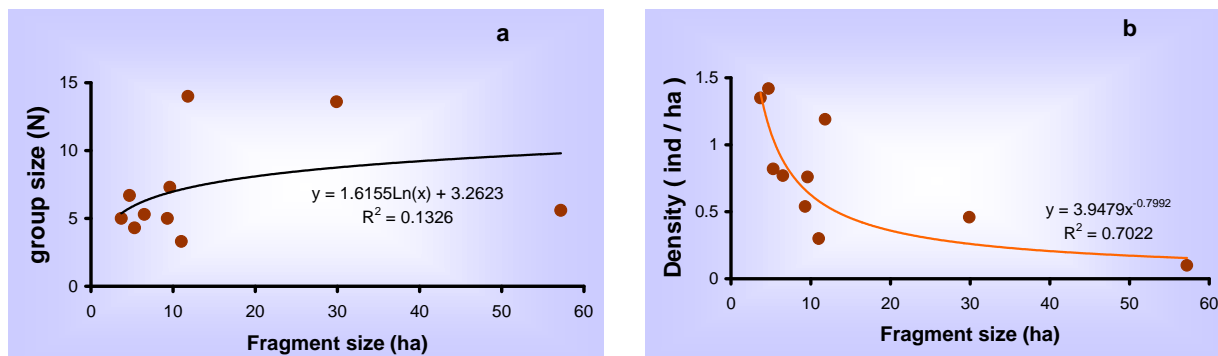 a
group size (N)
15
10
5
0
y = 1.6155Ln(x) + 3.2623
R² = 0.1326
0 10 20 30 40 50 60
Fragment size (ha)
b
Density ( ind / ha)
1.5
1
0.5
0
y = 3.9479x^-0.7992
R² = 0.7022
0 10 20 30 40 50 60
Fragment size (ha)